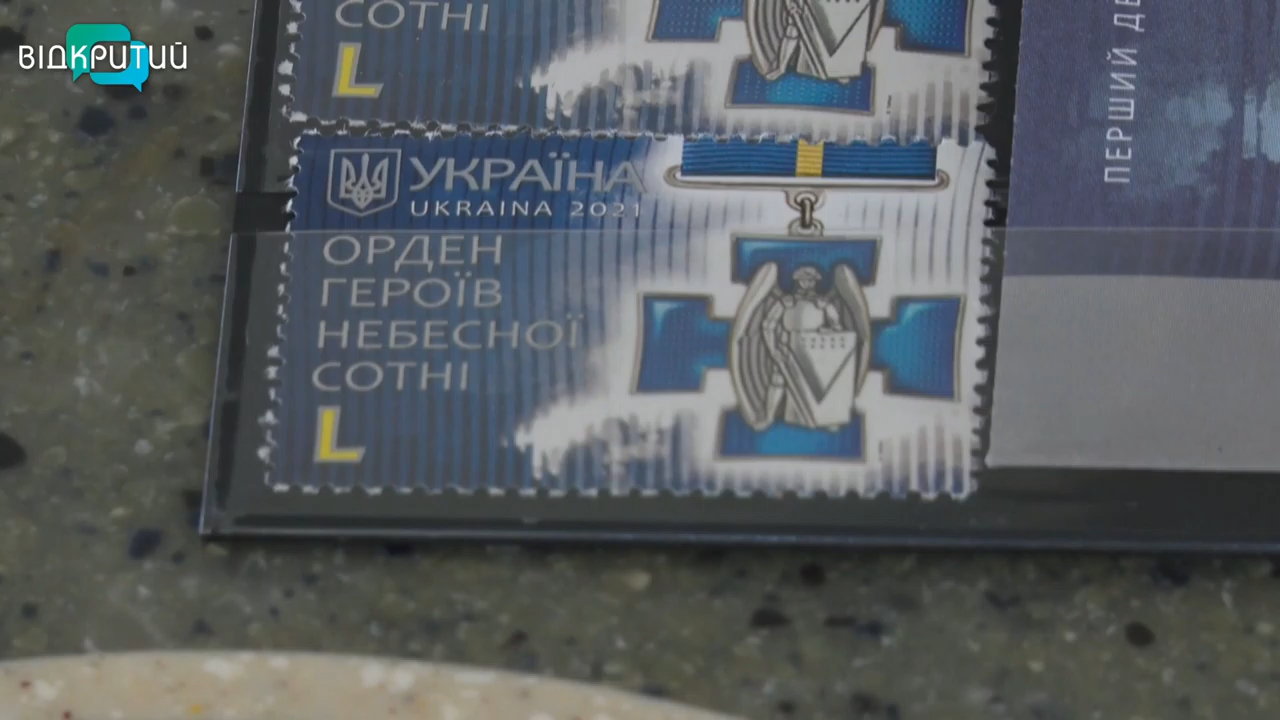 ВІДКРИТИЙ
СОТНІ
L
УКРАЇНА
UKRAINA 2021
ОРДЕН
ГЕРОЇВ
НЕБЕСНОЇ
СОТНІ
L
ПЕРШИЙ